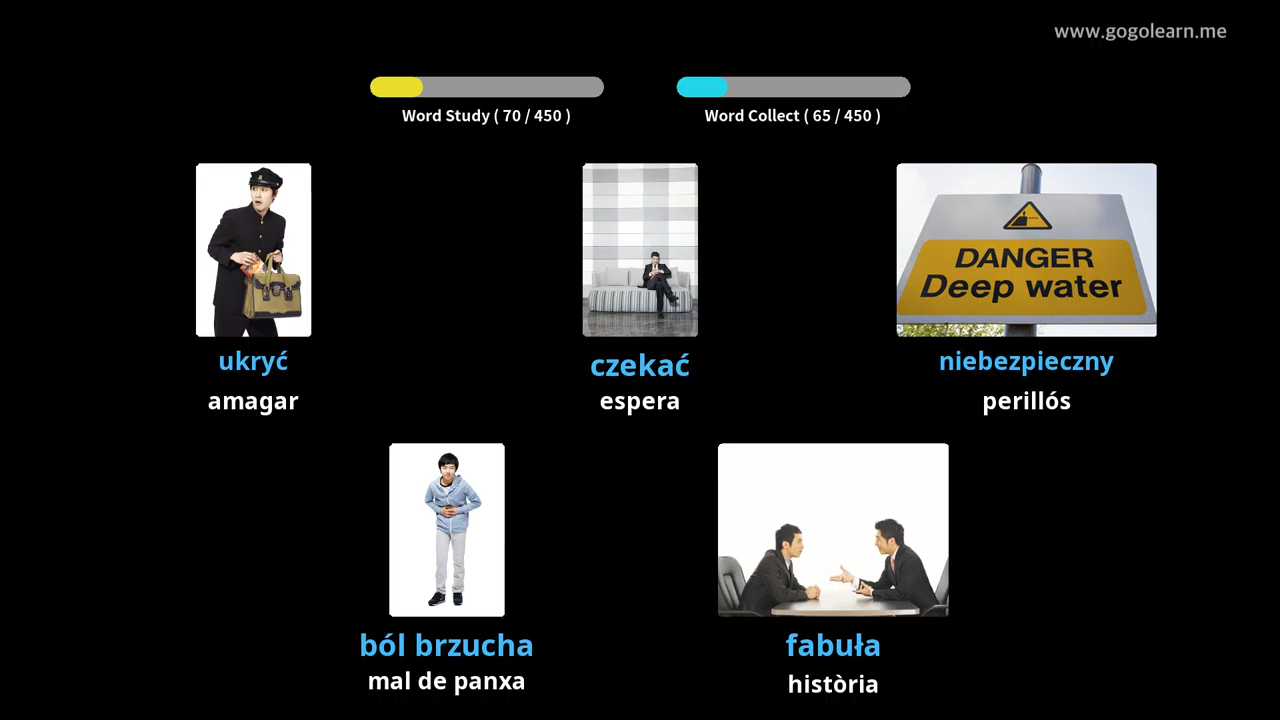 www.gogolearn.me
Word Study ( 70 / 450 )
Word Collect ( 65 / 450 )
DANGER
Deep water
ukryć
amagar
czekać
espera
niebezpieczny
perillós
ból brzucha
mal de panxa
fabuła
història